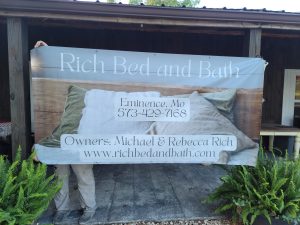 Rich Bed and Bath
Eminence, Mo
573-429-7168
Owners: Michael & Rebecca Rich
www.richbedandbath.com